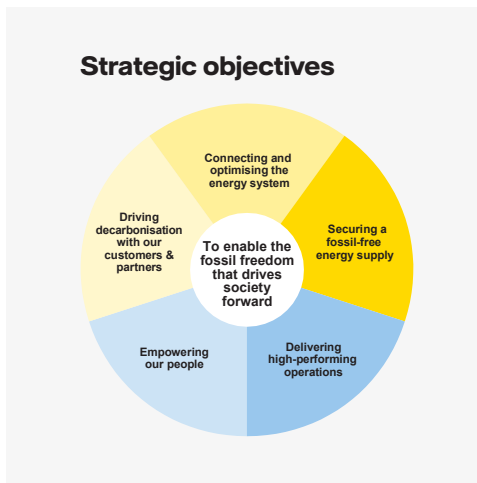 Strategic objectives
Connecting and
optimising the
energy system
Driving
decarbonisation
with our
customers &
partners
Securing a
fossil-free
energy supply
To enable the
fossil freedom
that drives
society
forward
Empowering
our people
Delivering
high-performing
operations